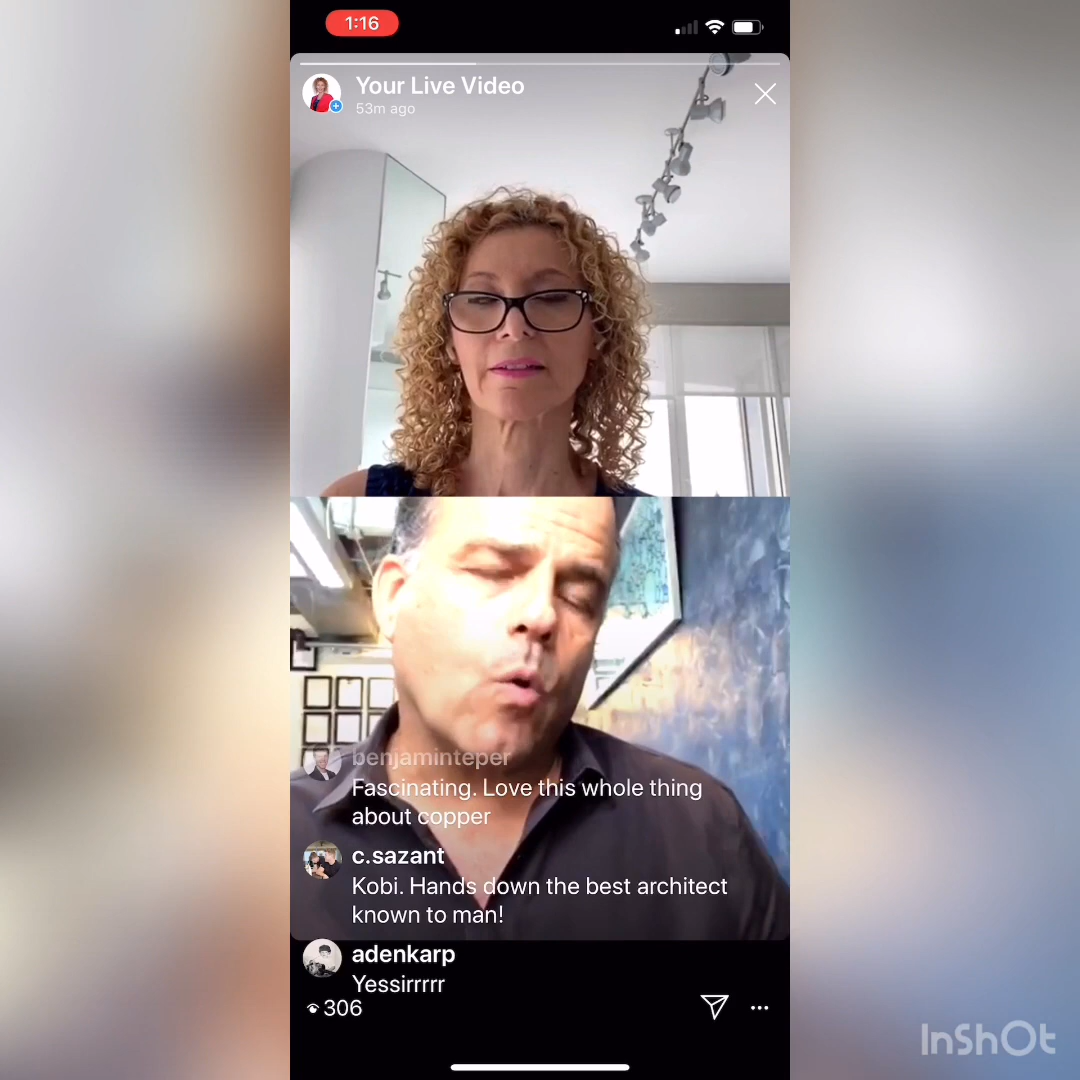 1:16
Your Live Video
53m ago
benjaminteper
Fascinating. Love this whole thing
about copper
c.sazant
Kobi. Hands down the best architect
known to man!
adenkarp
Yessirrrrr
306
InShOt